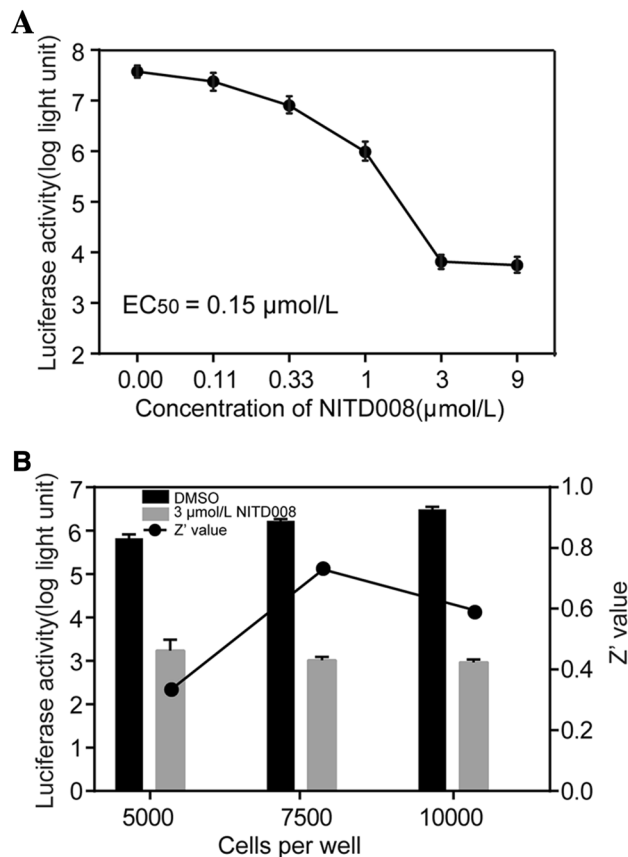 A
Luciferase activity(log light unit)
8
7
6
5
4
3
2
EC50 = 0.15 µmol/L
0.00 0.11 0.33 1 3 9
Concentration of NITD008(µmol/L)
B
Luciferase activity(log light unit)
7
6
5
4
3
2
1
0
DMSO
3 µmol/L NITD008
Z' value
1.0
0.8
0.6
0.4
0.2
0.0
Z' value
5000 7500 10000
Cells per well